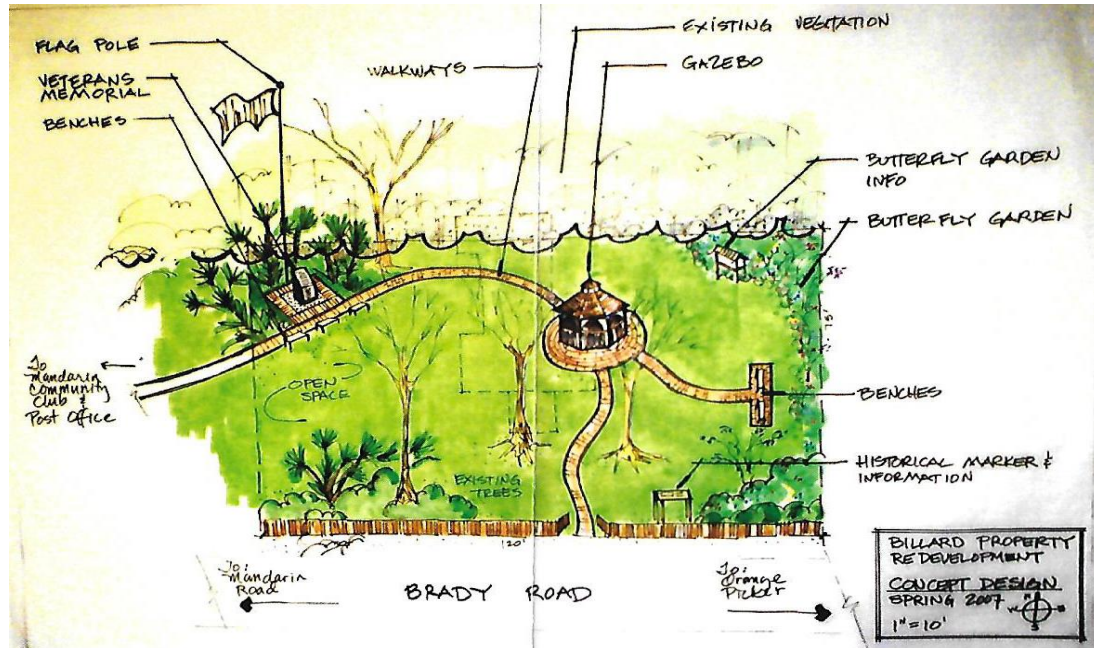 FLAG POLE
VETERANS
MEMORIAL
BENCHES
WALKWAYS
EXISTING VEGITATION
GAZEBO
BUTTERFLY GARDEN
INFO
BUTTERFLY GARDEN
75'
To
Mandarin
Community
Club &
Post Office
OPEN
SPACE
BENCHES
HISTORICAL MARKER &
INFORMATION
EXISTING
TREES
120'
To:
Mandarin
Road
BRADY ROAD
To:
Orange
Picker
BILLARD PROPERTY
REDEVELOPMENT
CONCEPT DESIGN
SPRING 2007
N
W
E
S
1"=10'